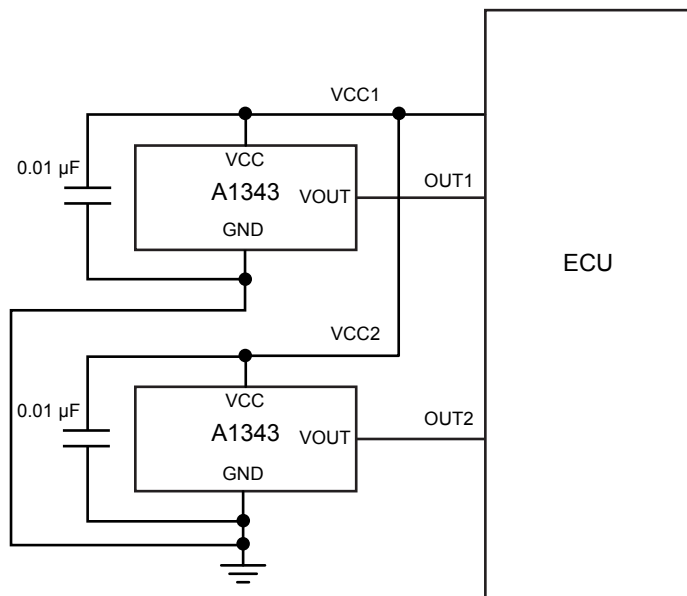 VCC1
0.01 µF
VCC
A1343
VOUT
GND
OUT1
ECU
VCC2
0.01 µF
VCC
A1343
VOUT
GND
OUT2